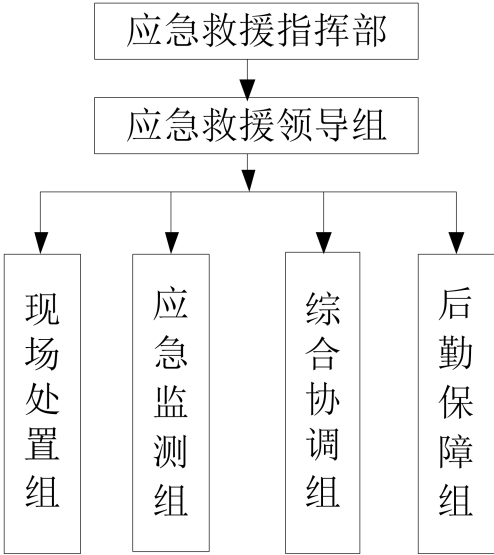 应急救援指挥部
应急救援领导组
现场处置组
应急监测组
综合协调组
后勤保障组